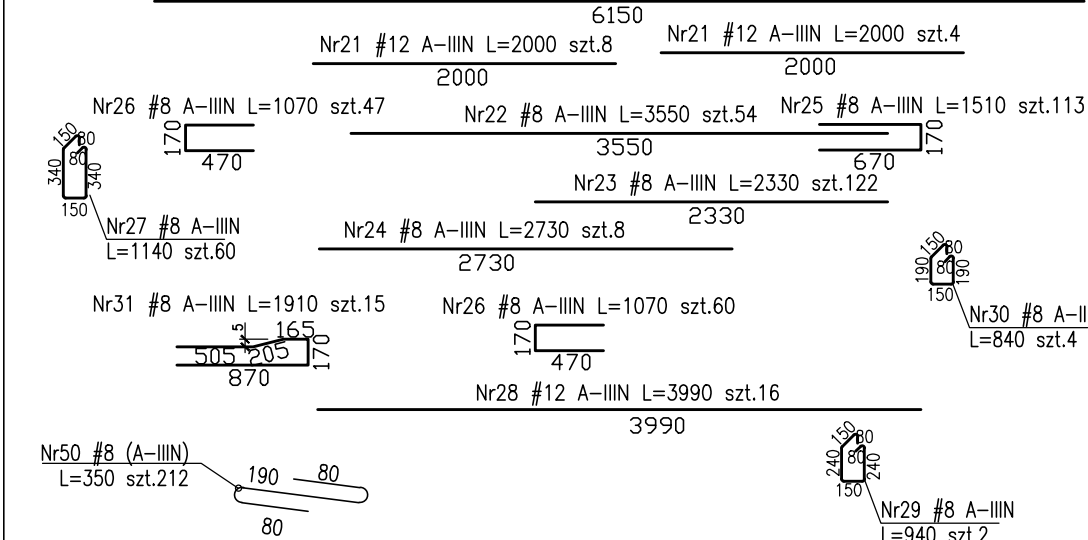 6150
Nr21 #12 A-IIIN L=2000 szt.8
2000
Nr21 #12 A-IIIN L=2000 szt.4
2000
Nr26 #8 A-IIIN L=1070 szt.47
170
470
Nr22 #8 A-IIIN L=3550 szt.54
3550
Nr25 #8 A-IIIN L=1510 szt.113
170
670
150
80
80
340
340
150
Nr27 #8 A-IIIN
L=1140 szt.60
Nr23 #8 A-IIIN L=2330 szt.122
2330
Nr24 #8 A-IIIN L=2730 szt.8
2730
150
80
80
190
190
150
Nr30 #8 A-II
L=840 szt.4
Nr31 #8 A-IIIN L=1910 szt.15
5
165
505
205
170
870
Nr26 #8 A-IIIN L=1070 szt.60
170
470
Nr28 #12 A-IIIN L=3990 szt.16
3990
Nr50 #8 (A-IIIN)
L=350 szt.212
190
80
80
150
80
80
240
240
150
Nr29 #8 A-IIIN
L=940 szt.2